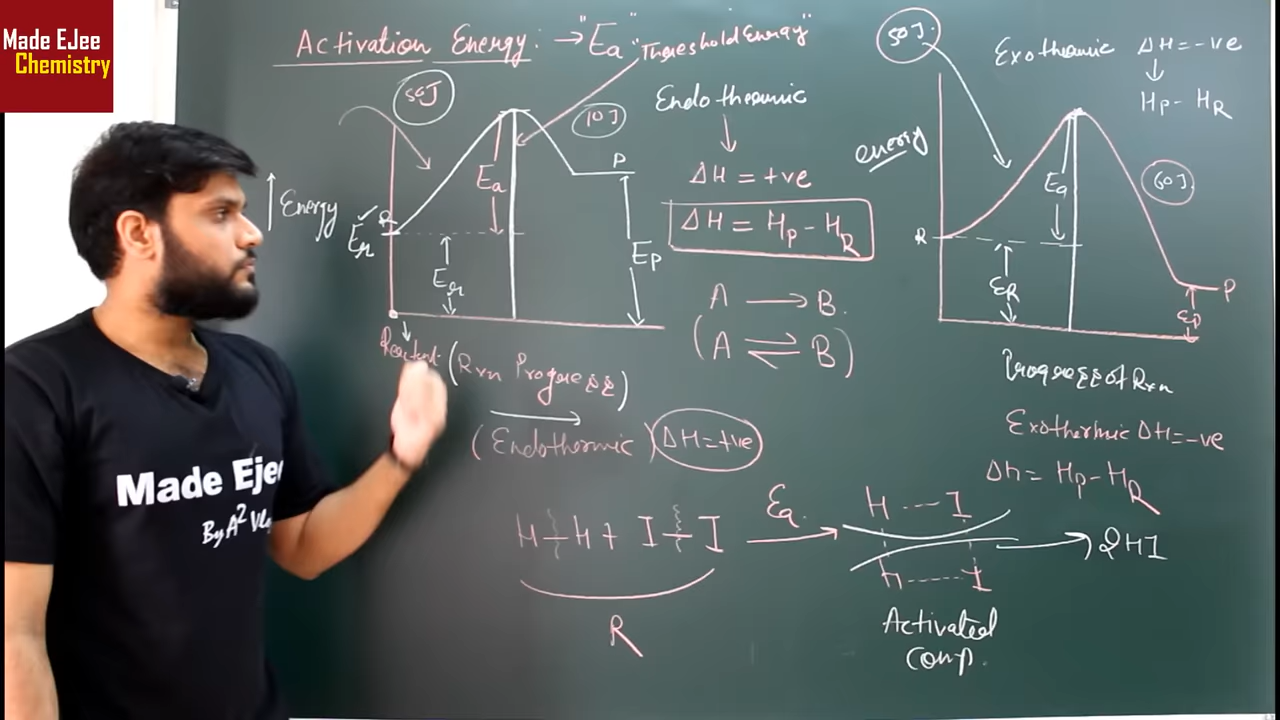 Made EJee
Chemistry
Activation Energy: → "Ea" Threshold Energy"
50J
10J
Endothermic
↓
ΔH = +ve
ΔH = Hp - HR
A → B.
(A ⇌ B)
↑ Energy
Er
R
Ea
Er
P
Ep
Reactant
(Rxn Progress)
→
(Endothermic) ΔH=+ve
H-H + I-I
R
Ea
→
H---I
H------I
Activated
Comp.
→ 2HI
50J.
Exothermic ΔH = -ve
↓
Hp - HR
energy
Ea
60J.
R
ER
P
Ep
Progress of Rxn
Exothermic ΔH=-ve
Δh = Hp - HR
Made Ejee
By A² Vl